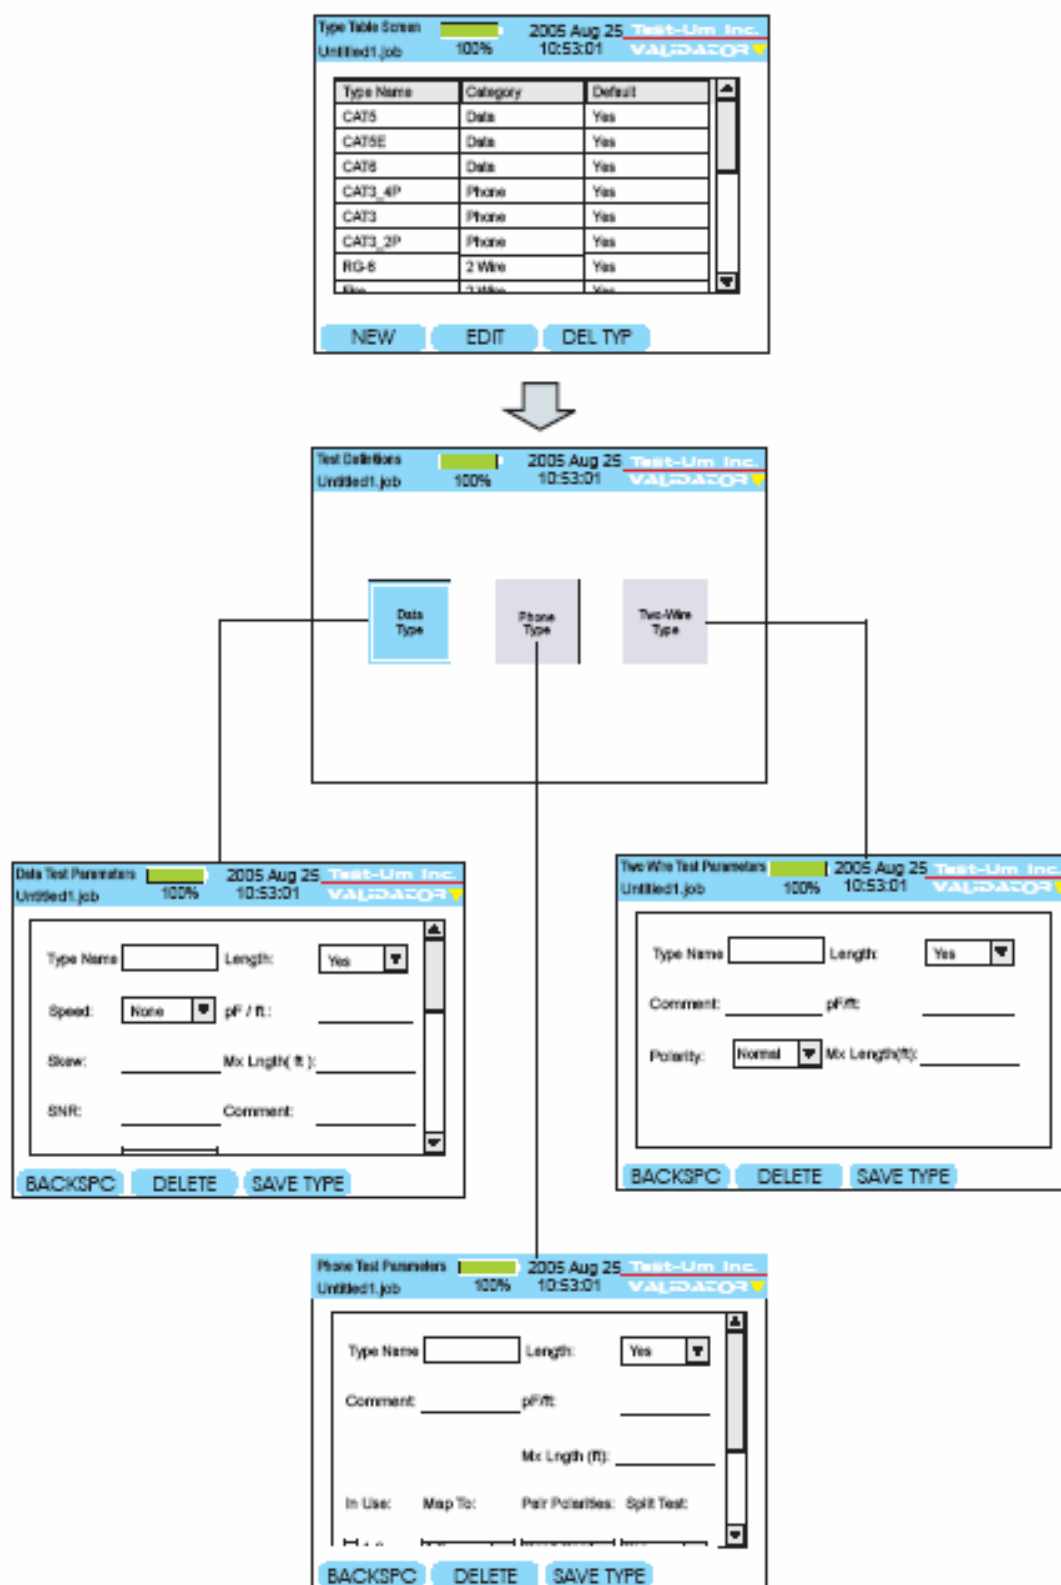 Type Table Screen 100% 2005 Aug 25 Test-Um Inc.
Untitled1.job 10:53:01 VALIDATOR
Type Name Category Default
CAT5 Data Yes
CAT5E Data Yes
CAT6 Data Yes
CAT3_4P Phone Yes
CAT3 Phone Yes
CAT3_2P Phone Yes
RG-6 2 Wire Yes
2 Wire Yes
NEW EDIT DEL TYP
Test Definitions 2005 Aug 25 Test-Um Inc.
Untitled1.job 100% 10:53:01 VALIDATOR
Data Type
Phone Type
Two-Wire Type
Data Test Parameters 2005 Aug 25 Test-Um Inc.
Untitled1.job 100% 10:53:01 VALIDATOR
Type Name Length: Yes
Speed: None pF / ft.:
Skew: Mx Lngth( ft ):
SNR: Comment:
BACKSPC DELETE SAVE TYPE
Two Wire Test Parameters 2005 Aug 25 Test-Um Inc.
Untitled1.job 100% 10:53:01 VALIDATOR
Type Name Length: Yes
Comment: pF/ft:
Polarity: Normal Mx Length(ft):
BACKSPC DELETE SAVE TYPE
Phone Test Parameters 2005 Aug 25 Test-Um Inc.
Untitled1.job 100% 10:53:01 VALIDATOR
Type Name Length: Yes
Comment: pF/ft:
Mx Lngth (ft):
In Use: Map To: Pair Polarities: Split Test:
BACKSPC DELETE SAVE TYPE